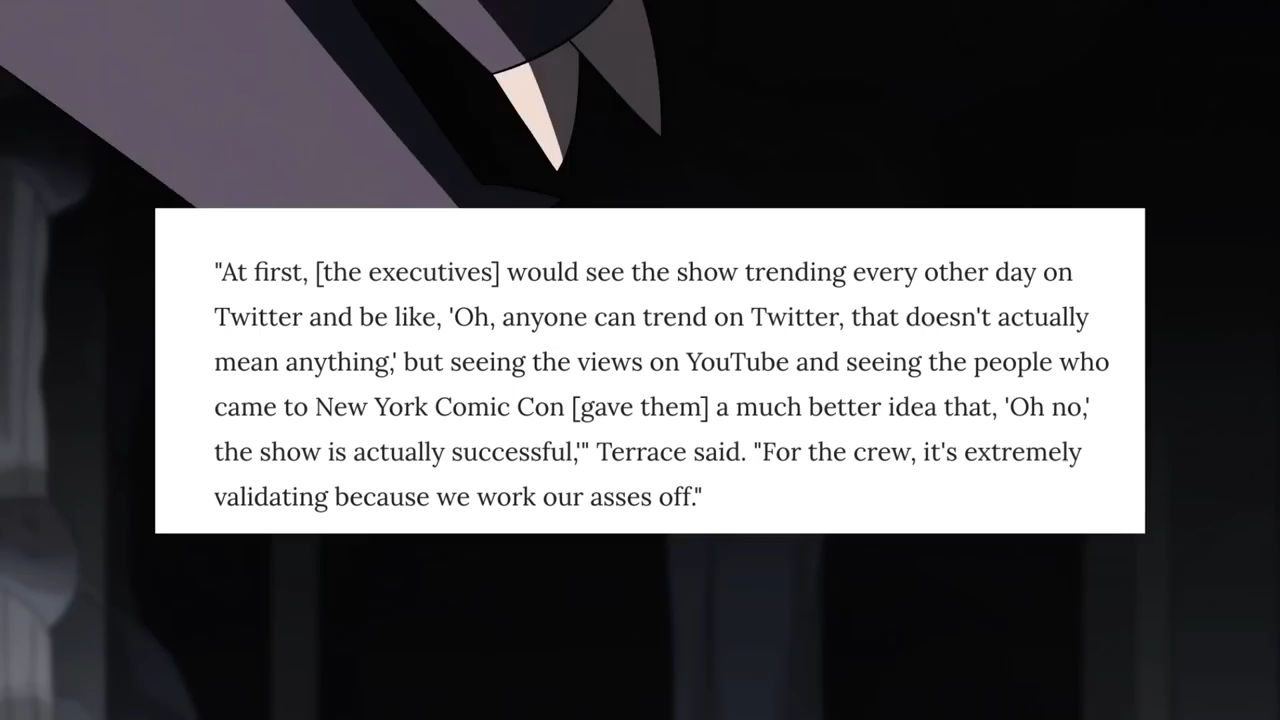 "At first, [the executives] would see the show trending every other day on
Twitter and be like, 'Oh, anyone can trend on Twitter, that doesn't actually
mean anything,' but seeing the views on YouTube and seeing the people who
came to New York Comic Con [gave them] a much better idea that, 'Oh no,'
the show is actually successful,'" Terrace said. "For the crew, it's extremely
validating because we work our asses off."